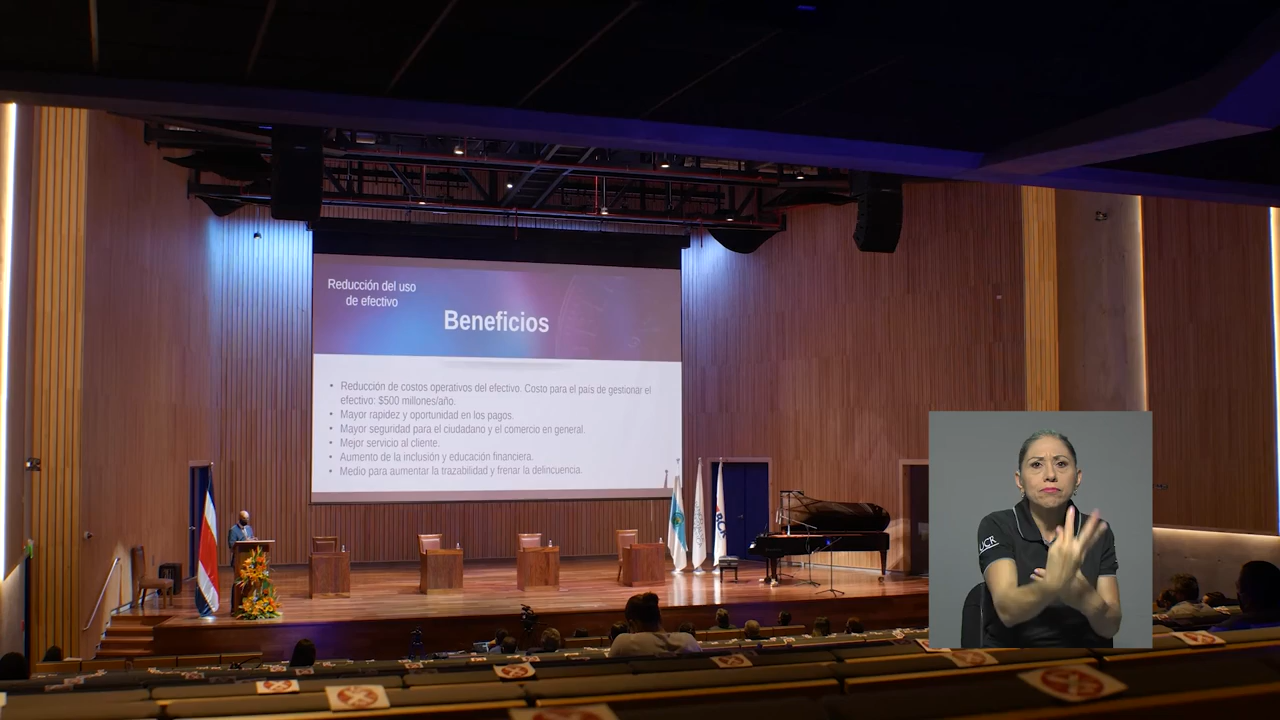 Reducción del uso
de efectivo
Beneficios
• Reducción de costos operativos del efectivo. Costo para el país de gestionar el
efectivo: $500 millones/año.
• Mayor rapidez y oportunidad en los pagos.
• Mayor seguridad para el ciudadano y el comercio en general.
• Mejor servicio al cliente.
• Aumento de la inclusión y educación financiera.
• Medio para aumentar la trazabilidad y frenar la delincuencia.
UCR